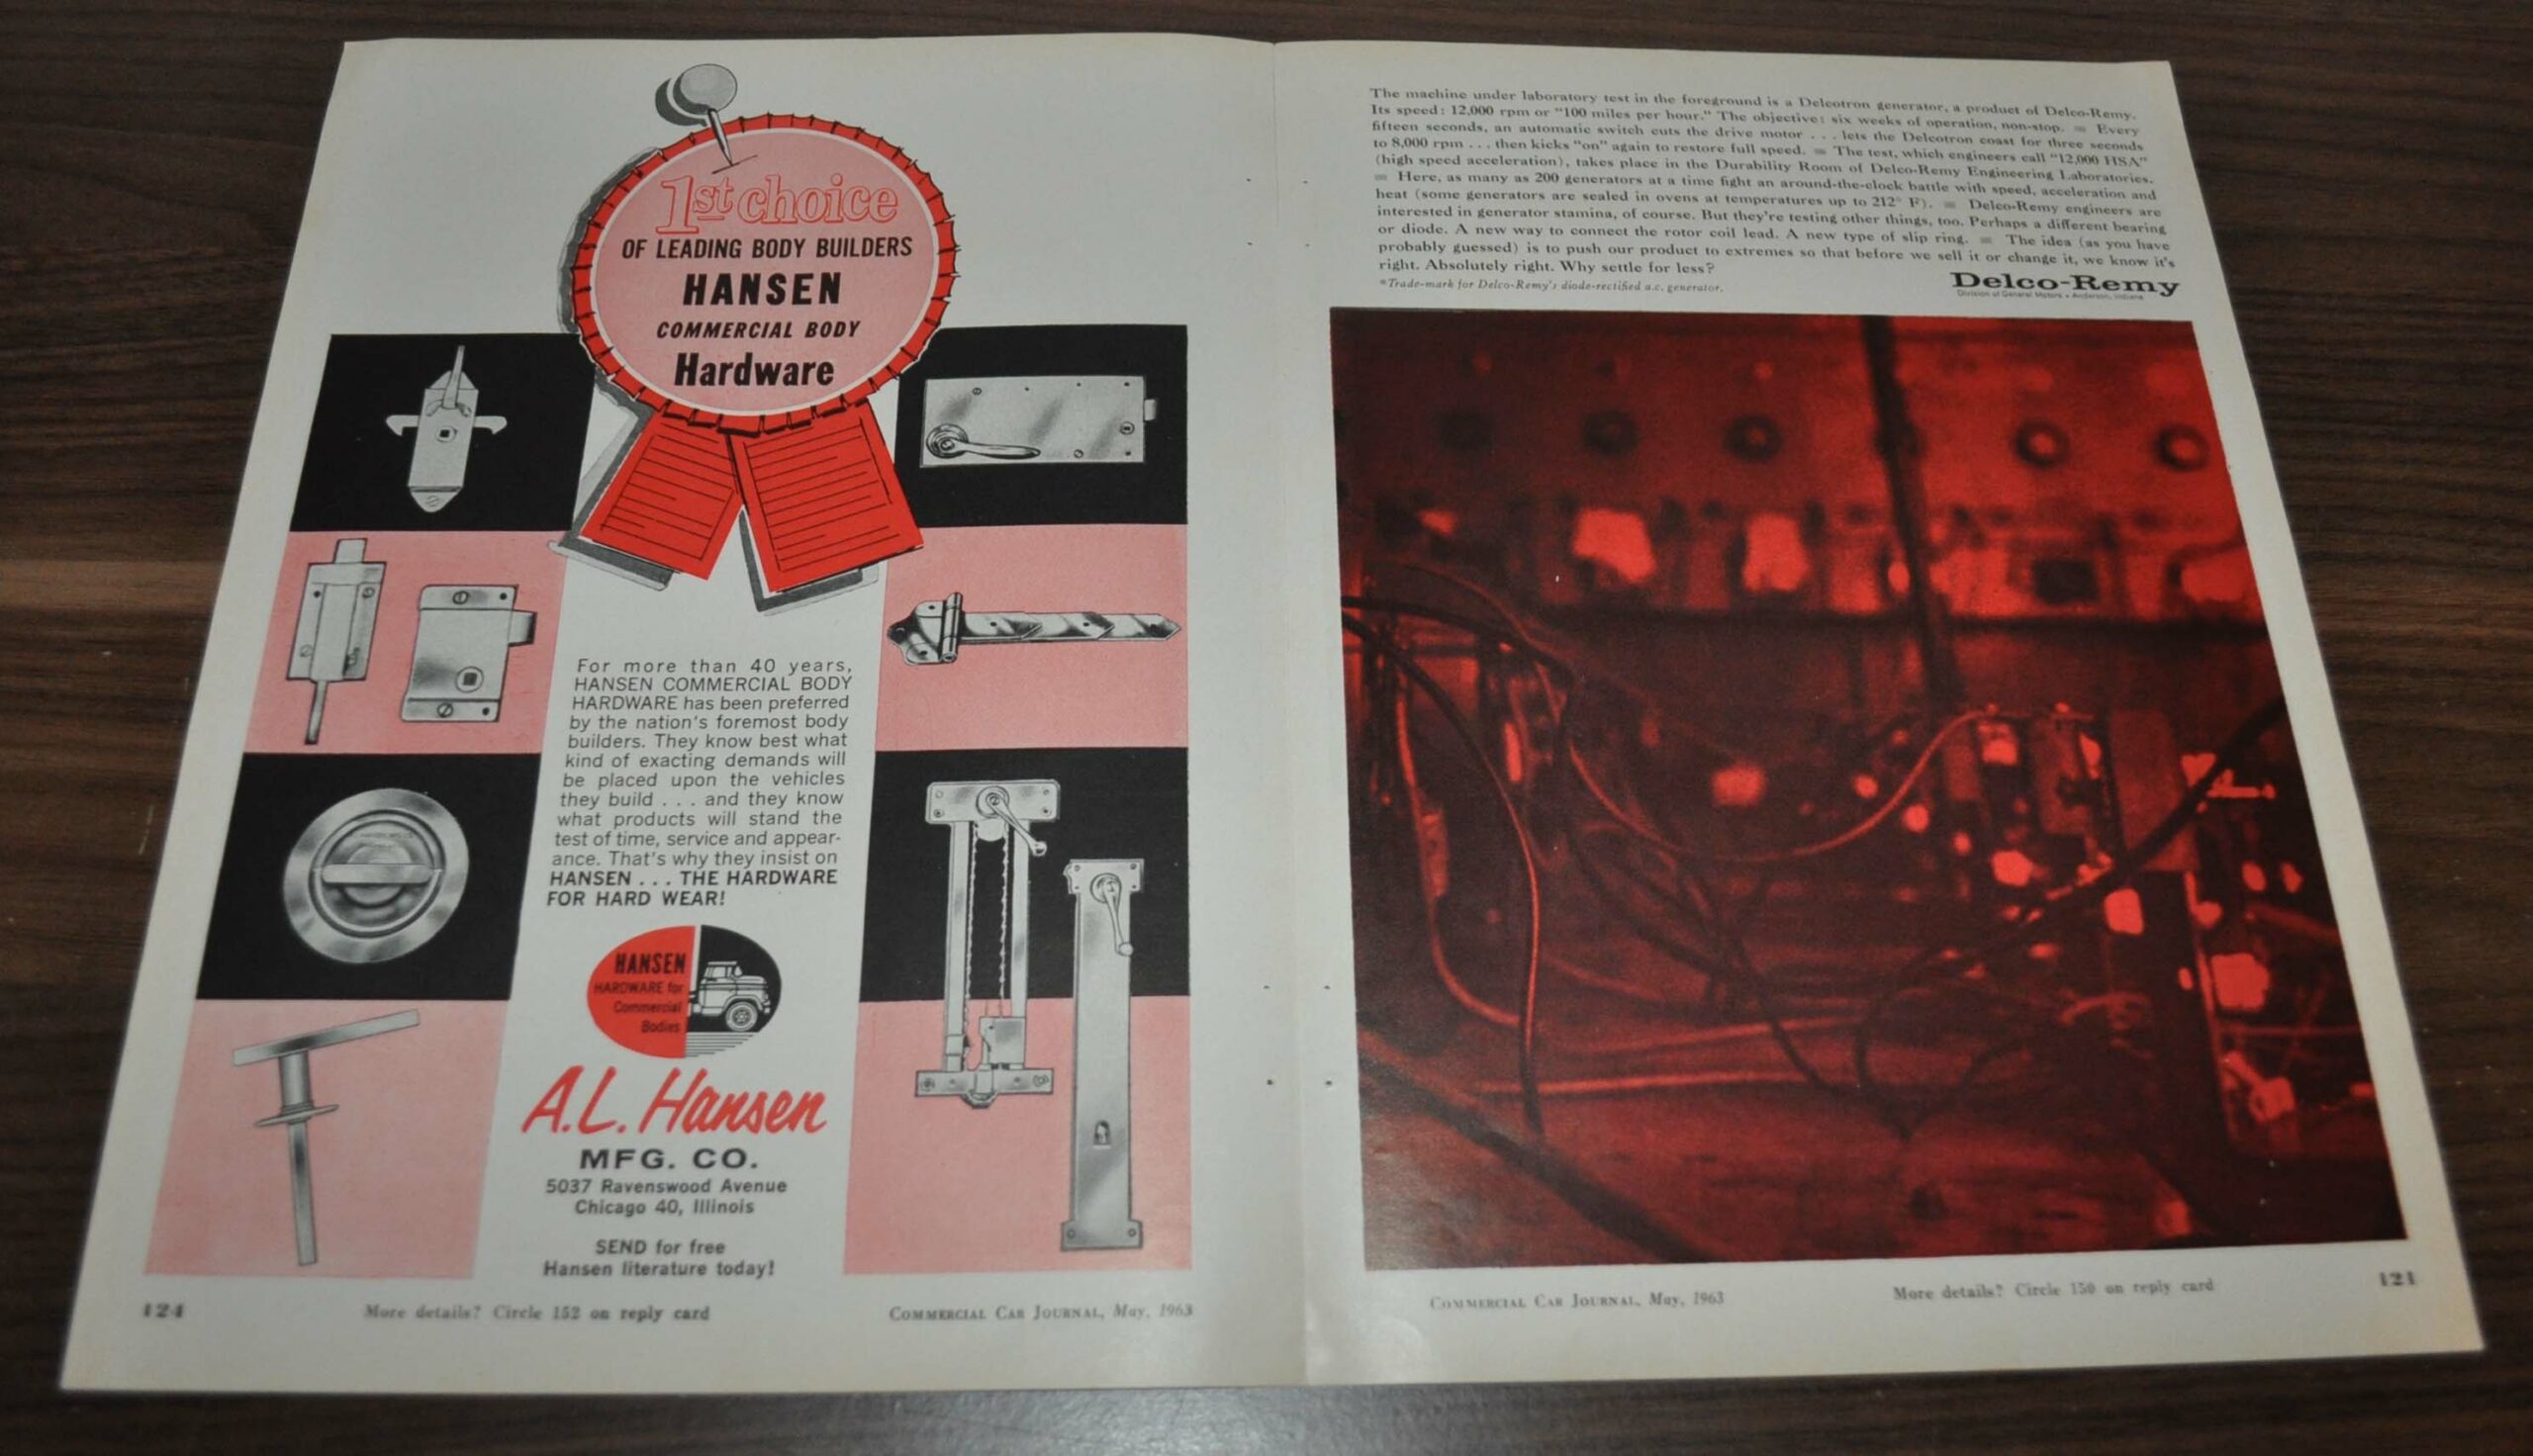 1st choice
OF LEADING BODY BUILDERS
HANSEN
COMMERCIAL BODY
Hardware
For more than 40 years,
HANSEN COMMERCIAL BODY
HARDWARE has been preferred
by the nation's foremost body
builders. They know best what
kind of exacting demands will
be placed upon the vehicles
they build . . . and they know
what products will stand the
test of time, service and appear-
ance. That's why they insist on
HANSEN . . . THE HARDWARE
FOR HARD WEAR!
HANSEN
HARDWARE for
Commercial
Bodies
A.L. Hansen
MFG. CO.
5037 Ravenswood Avenue
Chicago 40, Illinois
SEND for free
Hansen literature today!
124
More details? Circle 152 on reply card
COMMERCIAL CAR JOURNAL, May, 1963
The machine under laboratory test in the foreground is a Delcotron generator, a product of Delco-Remy.
Its speed: 12,000 rpm or "100 miles per hour." The objective: six weeks of operation, non-stop. = Every
fifteen seconds, an automatic switch cuts the drive motor . . . lets the Delcotron coast for three seconds
to 8,000 rpm . . . then kicks "on" again to restore full speed. = The test, which engineers call "12,000 HSA"
(high speed acceleration), takes place in the Durability Room of Delco-Remy Engineering Laboratories.
= Here, as many as 200 generators at a time fight an around-the-clock battle with speed, acceleration and
heat (some generators are sealed in ovens at temperatures up to 212° F). = Delco-Remy engineers are
interested in generator stamina, of course. But they're testing other things, too. Perhaps a different bearing
or diode. A new way to connect the rotor coil lead. A new type of slip ring. = The idea (as you have
probably guessed) is to push our product to extremes so that before we sell it or change it, we know it's
right. Absolutely right. Why settle for less?
*Trade-mark for Delco-Remy's diode-rectified a.c. generator.
Delco-Remy
Division of General Motors • Anderson, Indiana
COMMERCIAL CAR JOURNAL, May, 1963
More details? Circle 150 on reply card
121